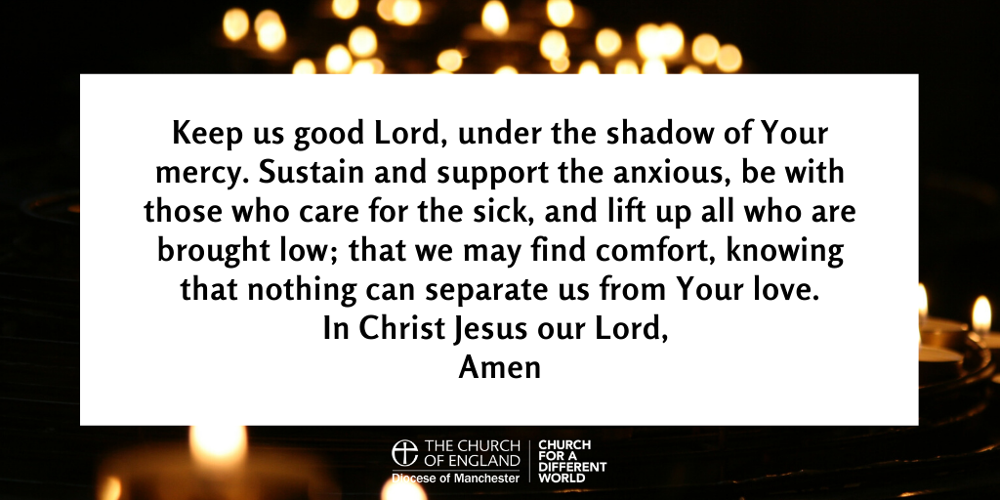 Keep us good Lord, under the shadow of Your
mercy. Sustain and support the anxious, be with
those who care for the sick, and lift up all who are
brought low; that we may find comfort, knowing
that nothing can separate us from Your love.
In Christ Jesus our Lord,
Amen
THE CHURCH
OF ENGLAND
Diocese of Manchester
CHURCH
FOR A
DIFFERENT
WORLD